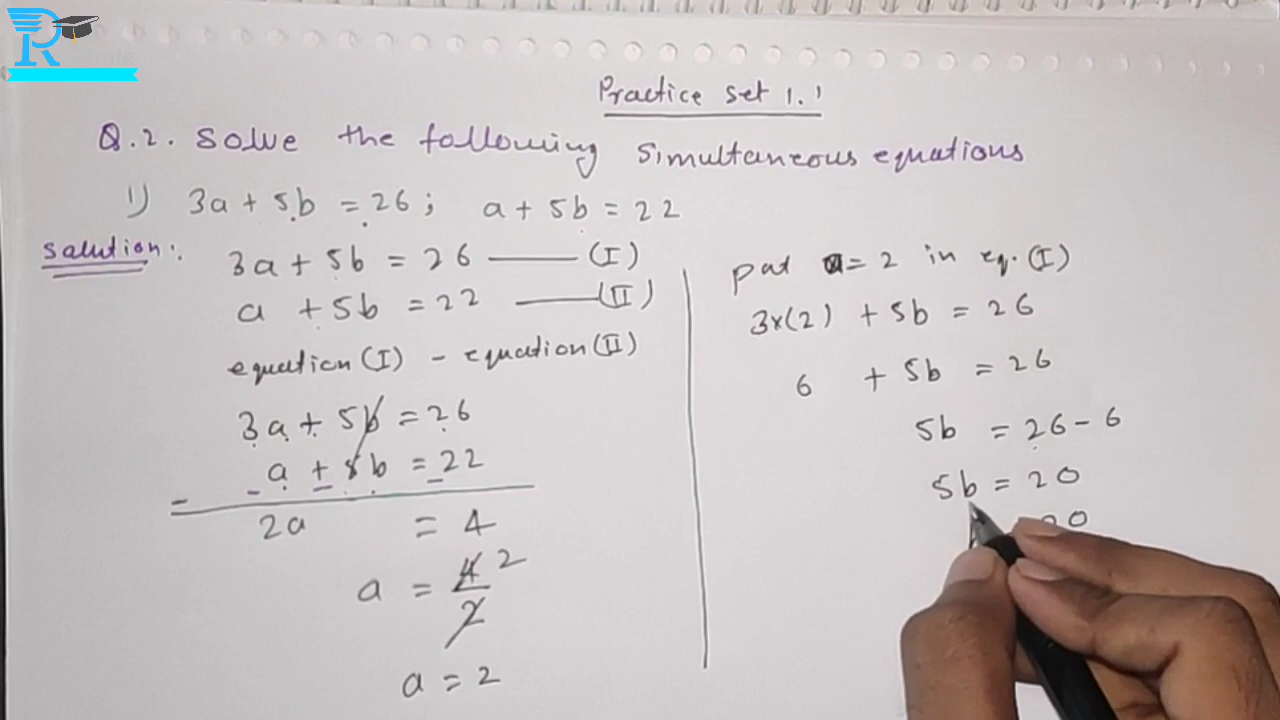 R
Practice set 1.1
Q.2. Solve the following simultaneous equations
1) 3a + 5b = 26 ; a + 5b = 22
Solution:
3a + 5b = 26 —— (I)
a + 5b = 22 —— (II)
equation (I) - equation (II)
3a + 5b = 26
- a + 5b = 22
- - -
2a = 4
a = 4/2 2
a = 2
put a = 2 in eq. (I)
3×(2) + 5b = 26
6 + 5b = 26
5b = 26 - 6
5b = 20
20